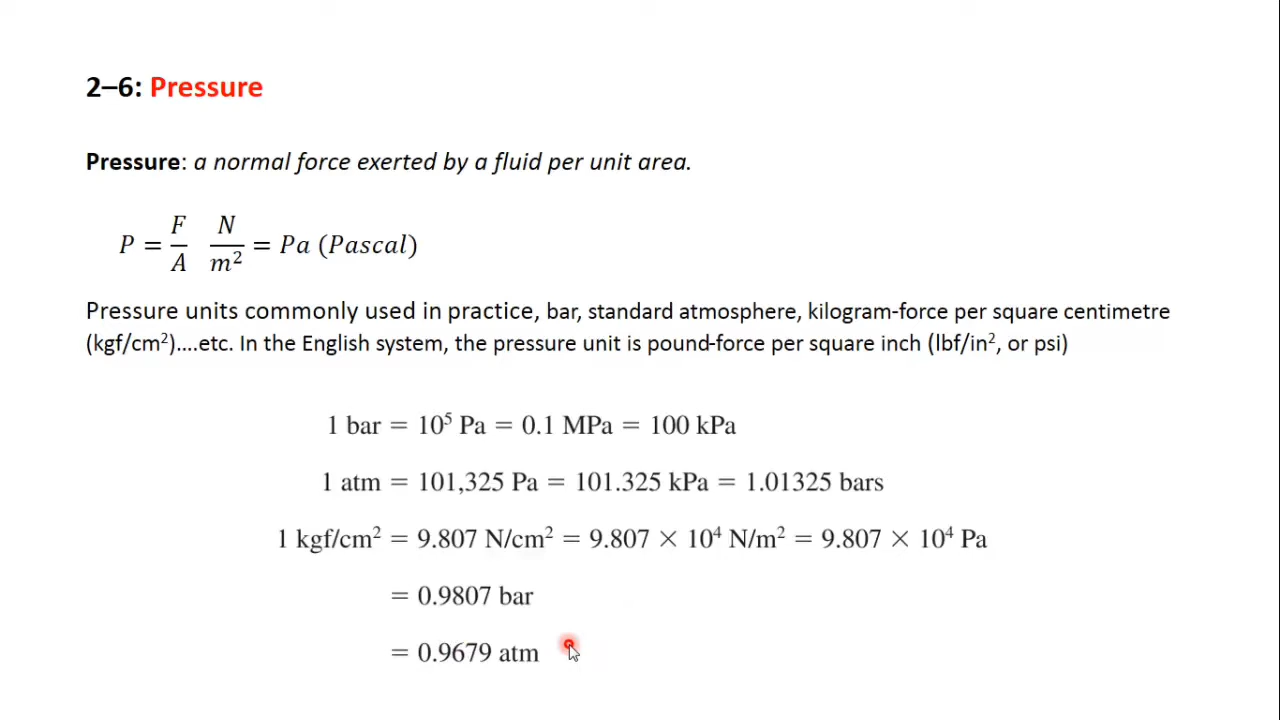 2–6: Pressure
Pressure: a normal force exerted by a fluid per unit area.
P = F/A N/m² = Pa (Pascal)
Pressure units commonly used in practice, bar, standard atmosphere, kilogram-force per square centimetre
(kgf/cm²)....etc. In the English system, the pressure unit is pound-force per square inch (lbf/in², or psi)
1 bar = 10⁵ Pa = 0.1 MPa = 100 kPa
1 atm = 101,325 Pa = 101.325 kPa = 1.01325 bars
1 kgf/cm² = 9.807 N/cm² = 9.807 × 10⁴ N/m² = 9.807 × 10⁴ Pa
= 0.9807 bar
= 0.9679 atm